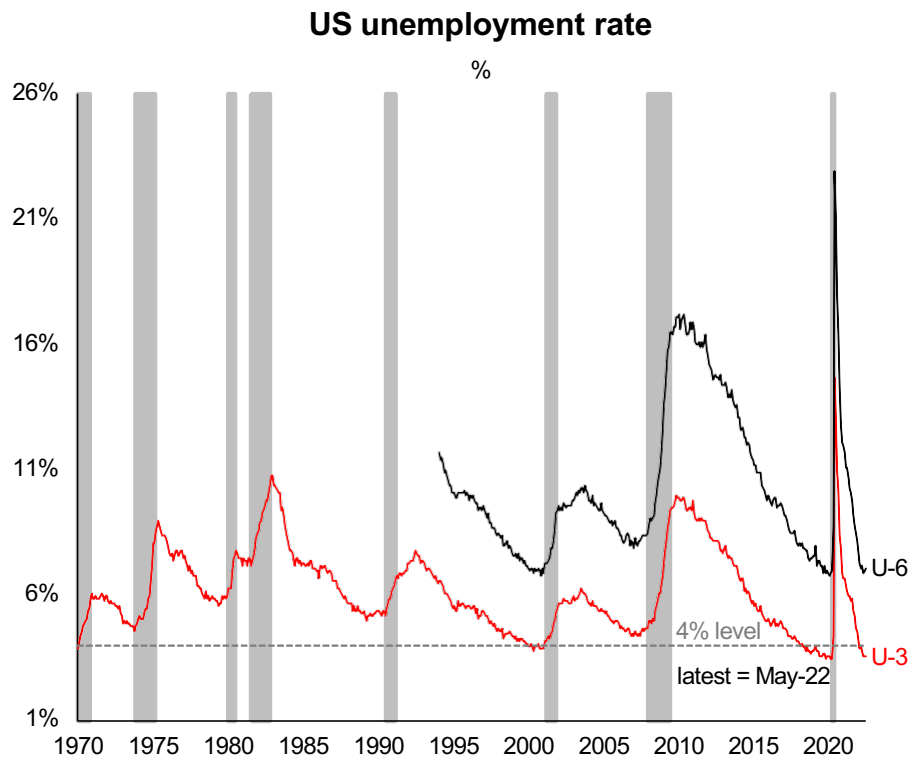 US unemployment rate
%
26%
21%
16%
11%
6%
1%
U-6
4% level
U-3
latest = May-22
1970 1975 1980 1985 1990 1995 2000 2005 2010 2015 2020